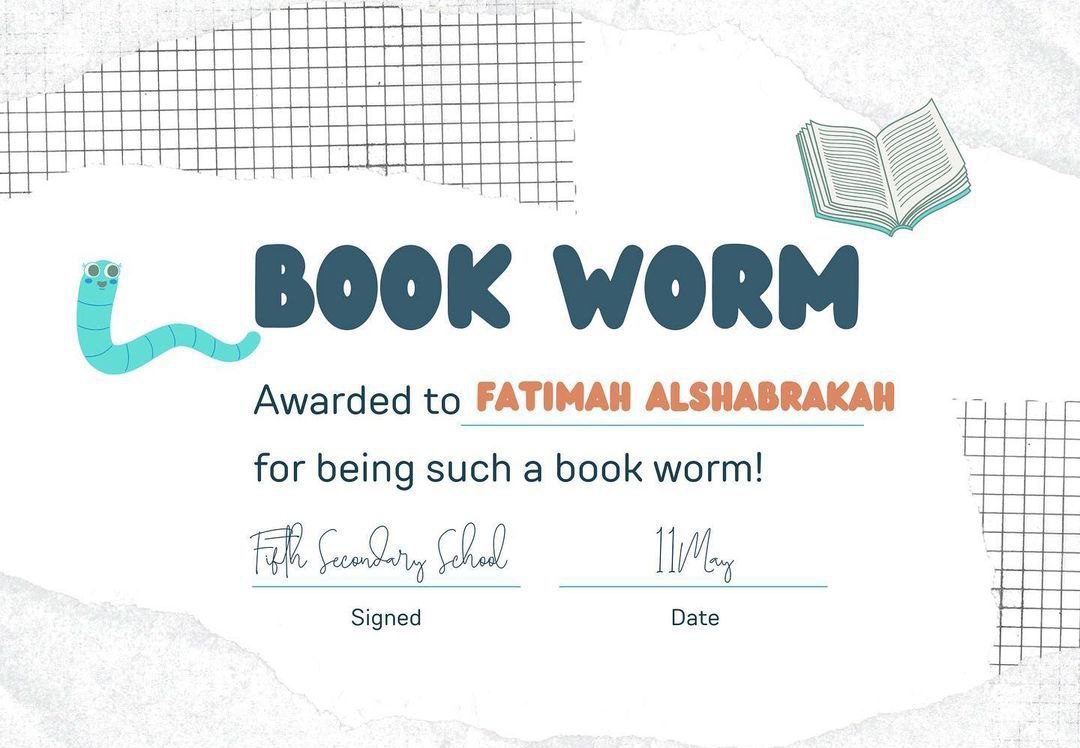 BOOK WORM
Awarded to FATIMAH ALSHABRAKAH
for being such a book worm!
Fifth Secondary School
11 May
Signed
Date